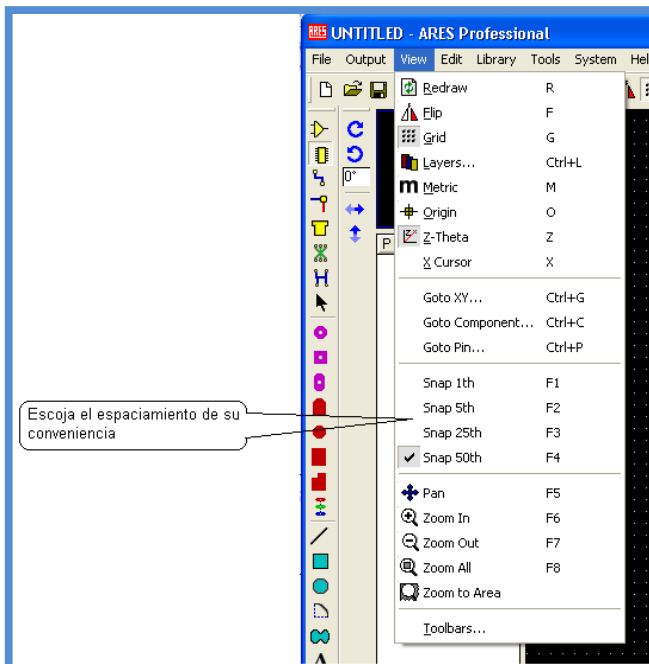 ARES UNTITLED - ARES Professional
File Output View Edit Library Tools System Hel
Redraw R
Flip F
Grid G
Layers... Ctrl+L
0°
m Metric M
Origin O
Z-Theta Z
P
X Cursor X
Goto XY... Ctrl+G
Goto Component... Ctrl+C
Goto Pin... Ctrl+P
Snap 1th F1
Escoja el espaciamiento de su
conveniencia
Snap 5th F2
Snap 25th F3
Snap 50th F4
Pan F5
Zoom In F6
Zoom Out F7
Zoom All F8
Zoom to Area
Toolbars...
A